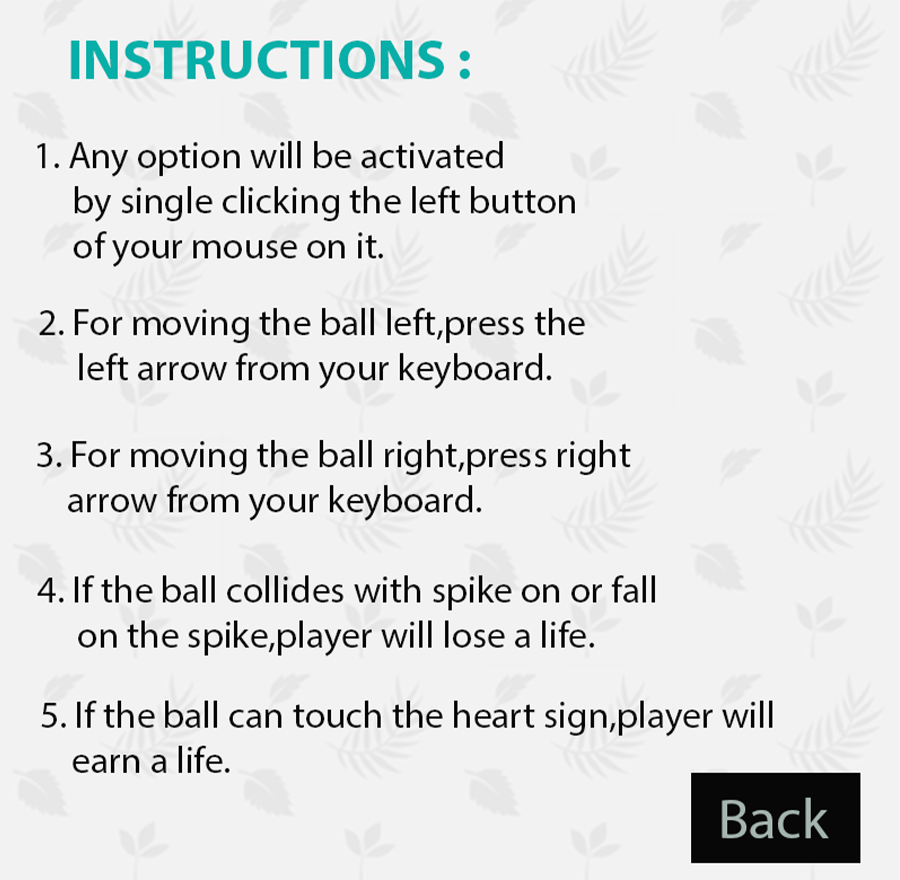 INSTRUCTIONS :
1. Any option will be activated
by single clicking the left button
of your mouse on it.
2. For moving the ball left,press the
left arrow from your keyboard.
3. For moving the ball right,press right
arrow from your keyboard.
4. If the ball collides with spike on or fall
on the spike,player will lose a life.
5. If the ball can touch the heart sign,player will
earn a life.
Back